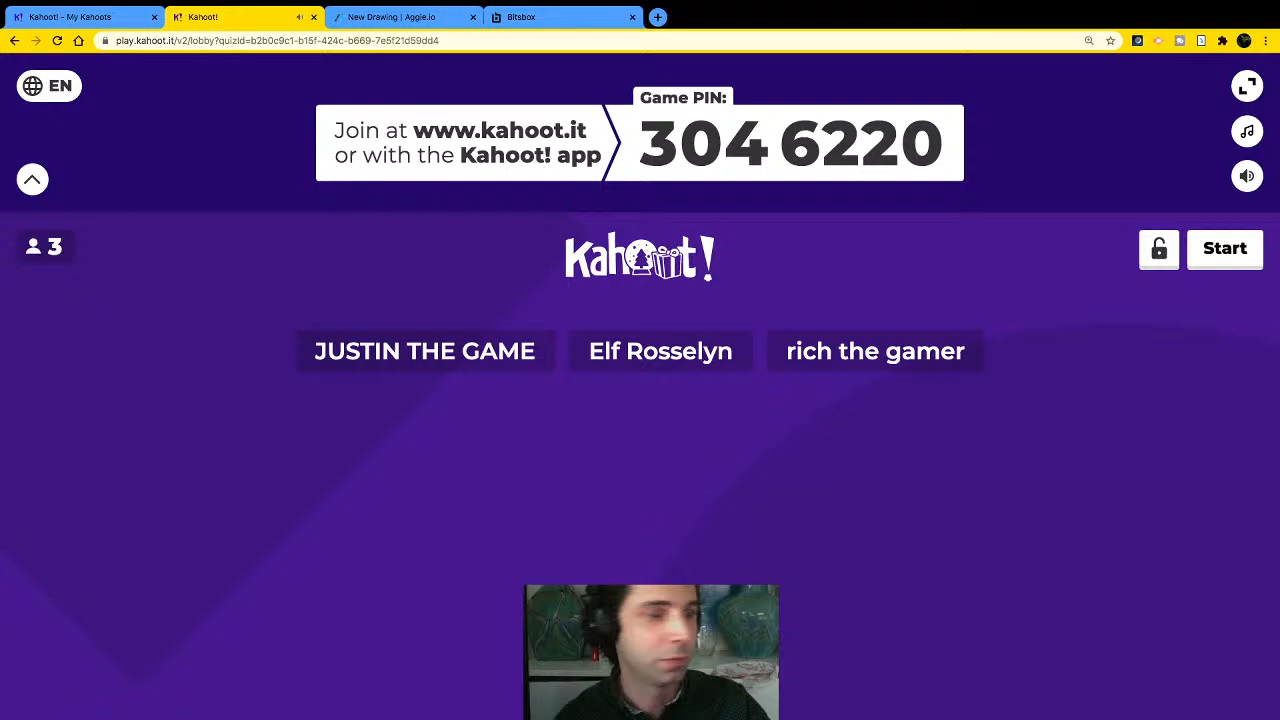 Kahoot! - My Kahoots
Kahoot!
New Drawing | Aggie.io
Bitsbox
play.kahoot.it/v2/lobby?quizId=b2b0c9c1-b15f-424c-b669-7e5f21d59dd4
EN
Game PIN:
Join at www.kahoot.it
or with the Kahoot! app
304 6220
3
Kahoot!
Start
JUSTIN THE GAME
Elf Rosselyn
rich the gamer